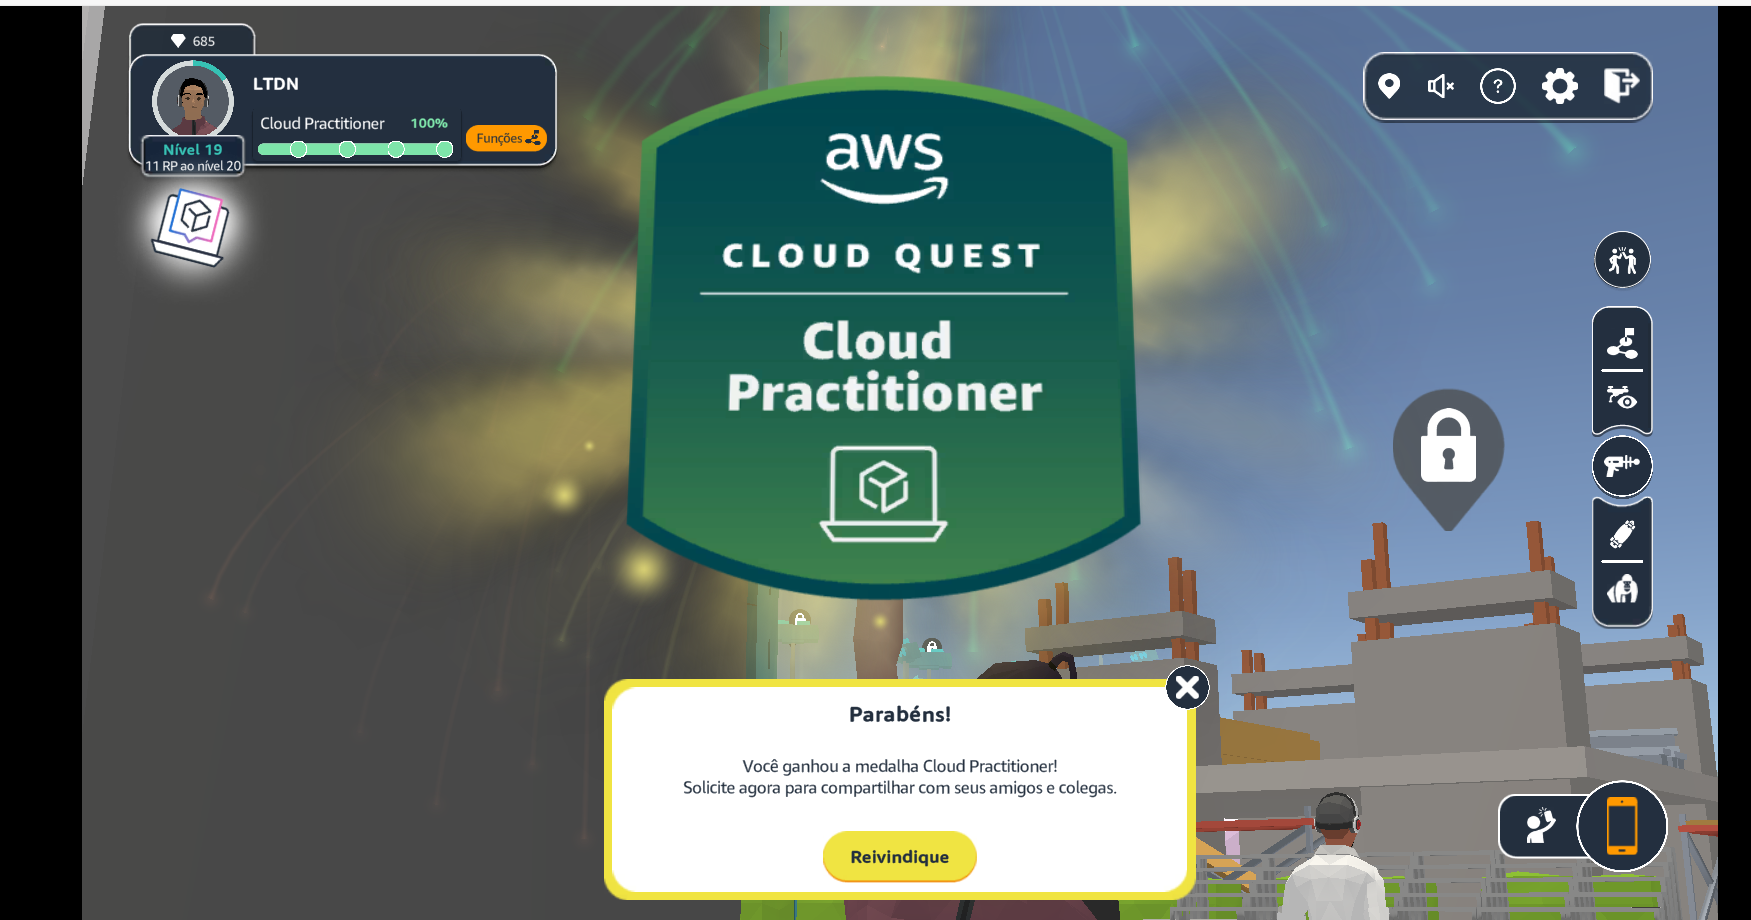 685
LTDN
Cloud Practitioner 100%
Funções
Nível 19
11 RP ao nível 20
?
aws
CLOUD QUEST
Cloud
Practitioner
Parabéns!
Você ganhou a medalha Cloud Practitioner!
Solicite agora para compartilhar com seus amigos e colegas.
Reivindique